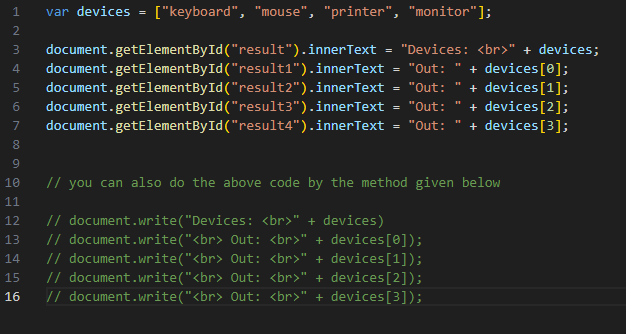 1 var devices = ["keyboard", "mouse", "printer", "monitor"];
2
3 document.getElementById("result").innerText = "Devices: <br>" + devices;
4 document.getElementById("result1").innerText = "Out: " + devices[0];
5 document.getElementById("result2").innerText = "Out: " + devices[1];
6 document.getElementById("result3").innerText = "Out: " + devices[2];
7 document.getElementById("result4").innerText = "Out: " + devices[3];
8
9
10 // you can also do the above code by the method given below
11
12 // document.write("Devices: <br>" + devices)
13 // document.write("<br> Out: <br>" + devices[0]);
14 // document.write("<br> Out: <br>" + devices[1]);
15 // document.write("<br> Out: <br>" + devices[2]);
16 // document.write("<br> Out: <br>" + devices[3]);